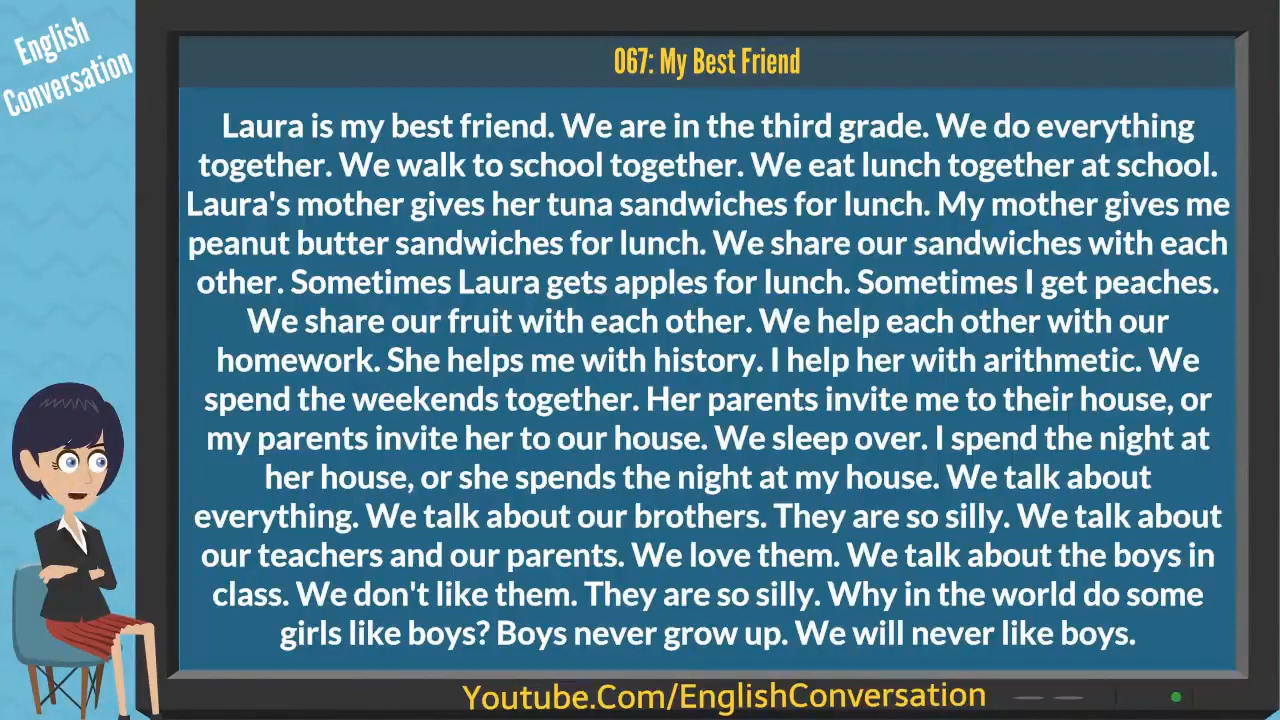 English
Conversation
067: My Best Friend
Laura is my best friend. We are in the third grade. We do everything
together. We walk to school together. We eat lunch together at school.
Laura's mother gives her tuna sandwiches for lunch. My mother gives me
peanut butter sandwiches for lunch. We share our sandwiches with each
other. Sometimes Laura gets apples for lunch. Sometimes I get peaches.
We share our fruit with each other. We help each other with our
homework. She helps me with history. I help her with arithmetic. We
spend the weekends together. Her parents invite me to their house, or
my parents invite her to our house. We sleep over. I spend the night at
her house, or she spends the night at my house. We talk about
everything. We talk about our brothers. They are so silly. We talk about
our teachers and our parents. We love them. We talk about the boys in
class. We don't like them. They are so silly. Why in the world do some
girls like boys? Boys never grow up. We will never like boys.
Youtube.Com/EnglishConversation